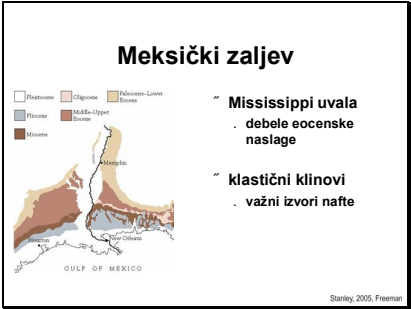 Meksički zaljev
Pleistocene
Oligocene
Paleocene-Lower
Eocene
Pliocene
Middle-Upper
Eocene
Miocene
Memphis
Houston
New Orleans
GULF OF MEXICO
˝ Mississippi uvala
. debele eocenske
naslage
˝ klastični klinovi
. važni izvori nafte
Stanley, 2005, Freeman